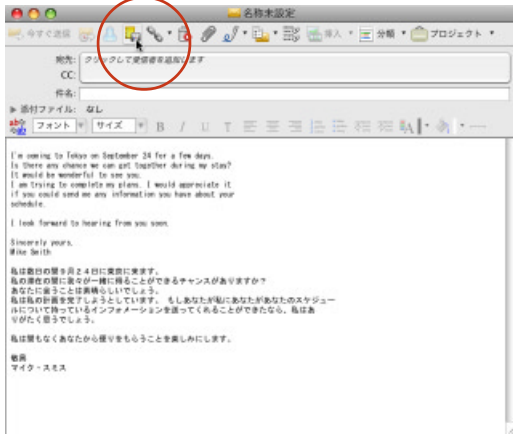 名称未設定
今すぐ送信 挿入 分類 プロジェクト
宛先: クリックして受信者を追加します
CC:
件名:
添付ファイル: なし
フォント サイズ B I U T A
I'm coming to Tokyo on September 24 for a few days.
Is there any chance we can get together during my stay?
It would be wonderful to see you.
I am trying to complete my plans. I would appreciate it
if you could send me any information you have about your
schedule.
I look forward to hearing from you soon.
Sincerely yours,
Mike Smith
私は数日の間9月24日に東京に来ます。
私の滞在の間に我々が一緒に得ることができるチャンスがありますか?
あなたに会うことは素晴らしいでしょう。
私は私の計画を完了しようとしています。 もしあなたが私にあなたがあなたのスケジュー
ルについて持っているインフォメーションを送ってくれることができたなら、私はあ
りがたく思うでしょう。
私は間もなくあなたから便りをもらうことを楽しみにします。
敬具
マイク・スミス